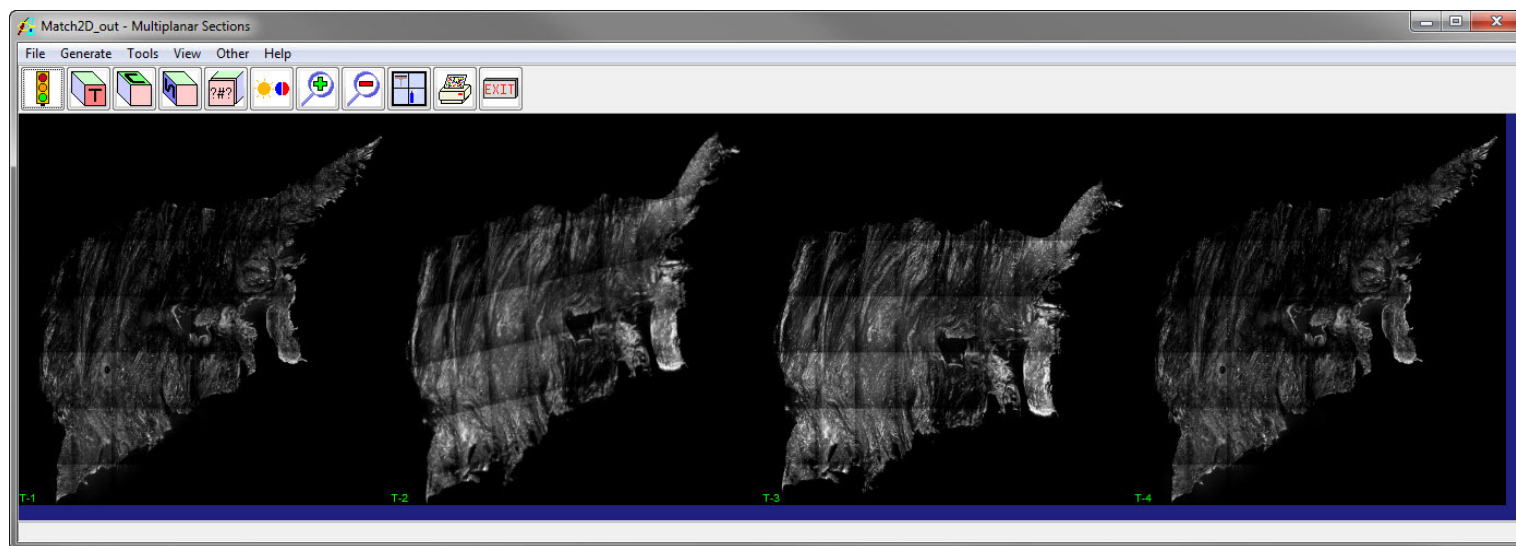 Match2D_out - Multiplanar Sections
File Generate Tools View Other Help
T ?#? EXIT
T-1 T-2 T-3 T-4